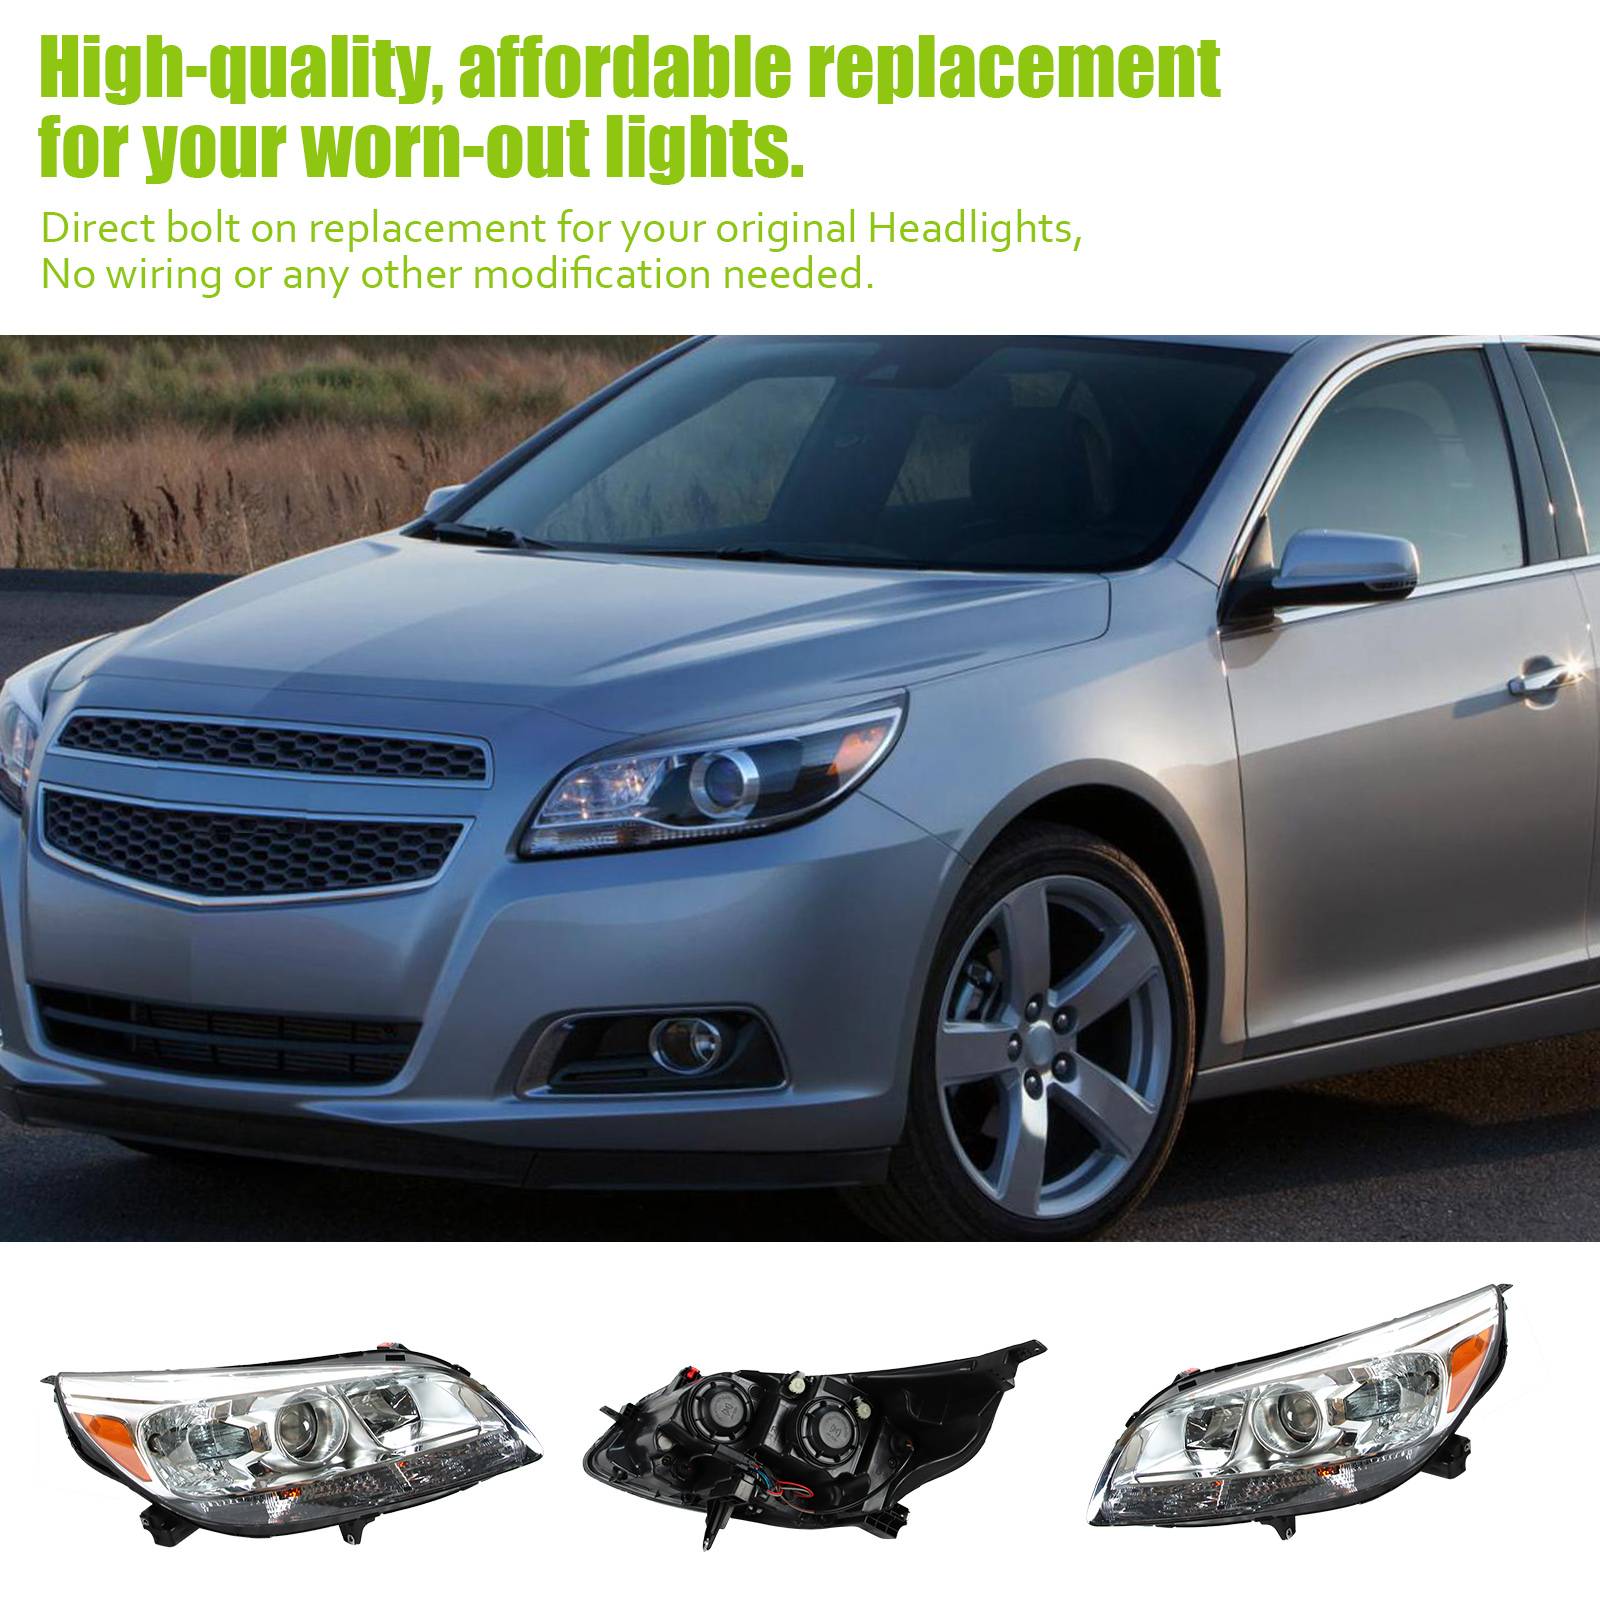 High-quality, affordable replacement
for your worn-out lights.
Direct bolt on replacement for your original Headlights,
No wiring or any other modification needed.